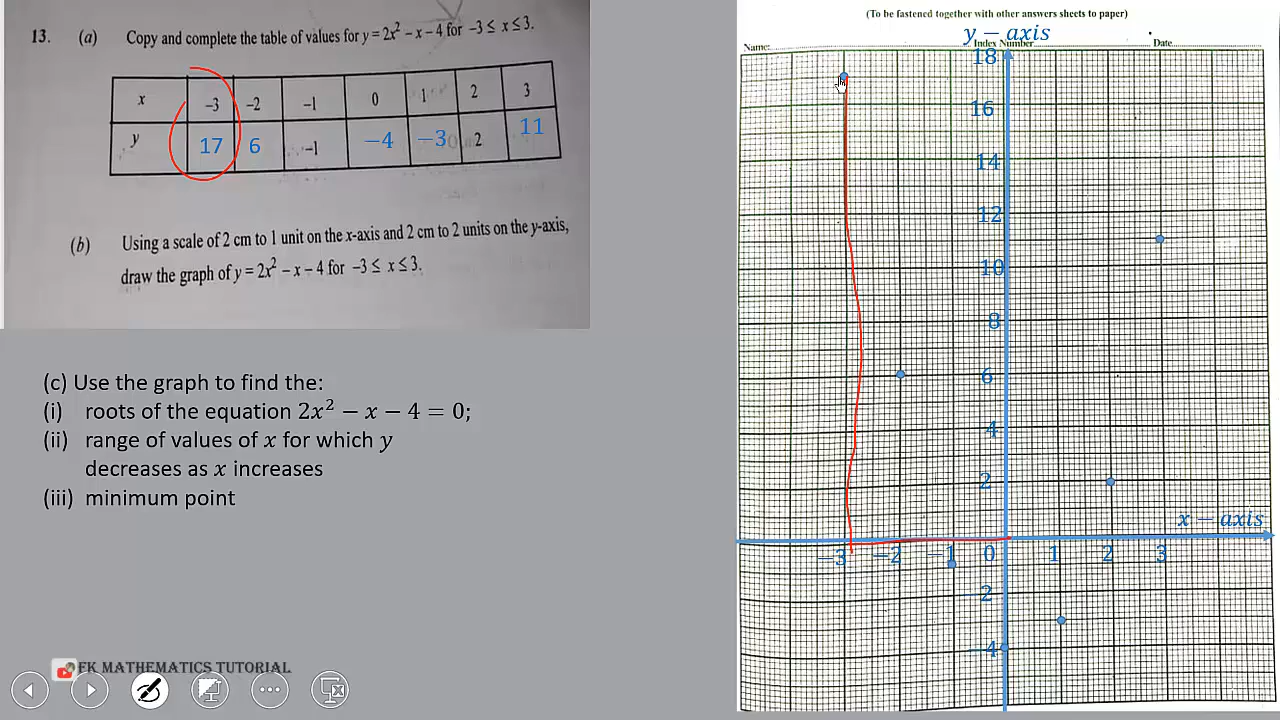 13. (a) Copy and complete the table of values for y = 2x² − x − 4 for −3 ≤ x ≤ 3.
x −3 −2 −1 0 1 2 3
y 17 6 −1 −4 −3 2 11
(b) Using a scale of 2 cm to 1 unit on the x-axis and 2 cm to 2 units on the y-axis,
draw the graph of y = 2x² − x − 4 for −3 ≤ x ≤ 3.
(c) Use the graph to find the:
(i) roots of the equation 2x² − x − 4 = 0;
(ii) range of values of x for which y
decreases as x increases
(iii) minimum point
EK MATHEMATICS TUTORIAL
(To be fastened together with other answers sheets to paper)
y − axis
Name: Index Number Date
18
16
14
12
10
8
6
4
2
x − axis
−3 −2 −1 0 1 2 3
−2
−4